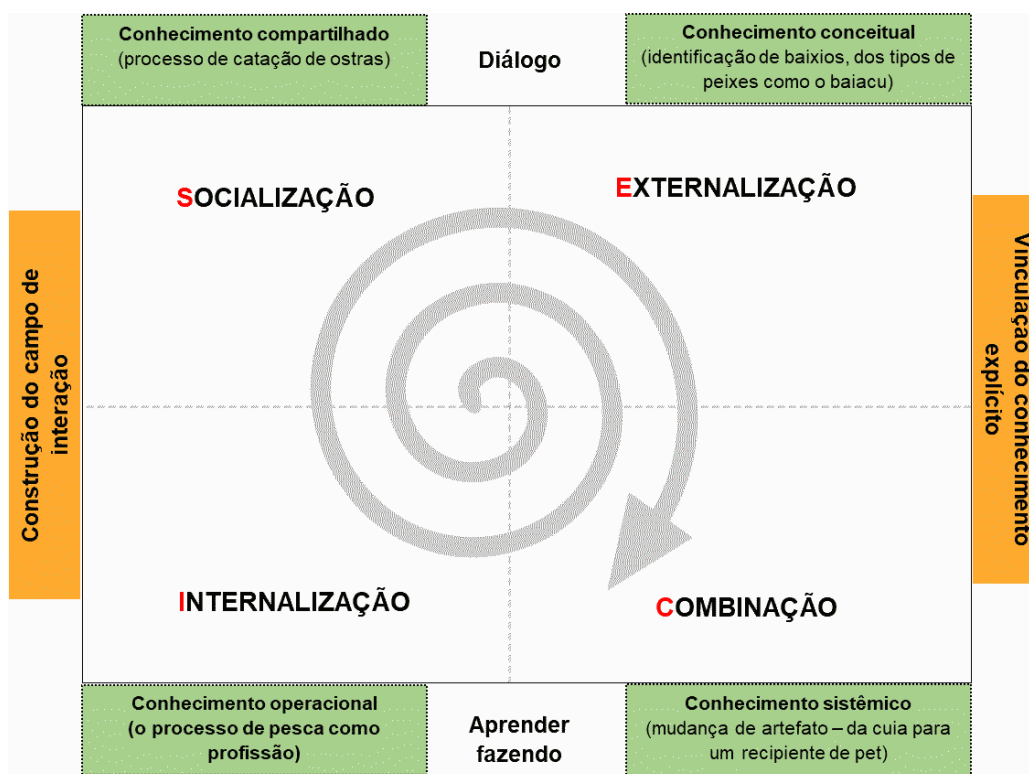 Conhecimento compartilhado
(processo de catação de ostras)
Diálogo
Conhecimento conceitual
(identificação de baixios, dos tipos de
peixes como o baiacu)
SOCIALIZAÇÃO
EXTERNALIZAÇÃO
Construção do campo de
interação
Vinculação do conhecimento
explícito
INTERNALIZAÇÃO
COMBINAÇÃO
Conhecimento operacional
(o processo de pesca como
profissão)
Aprender
fazendo
Conhecimento sistêmico
(mudança de artefato – da cuia para
um recipiente de pet)